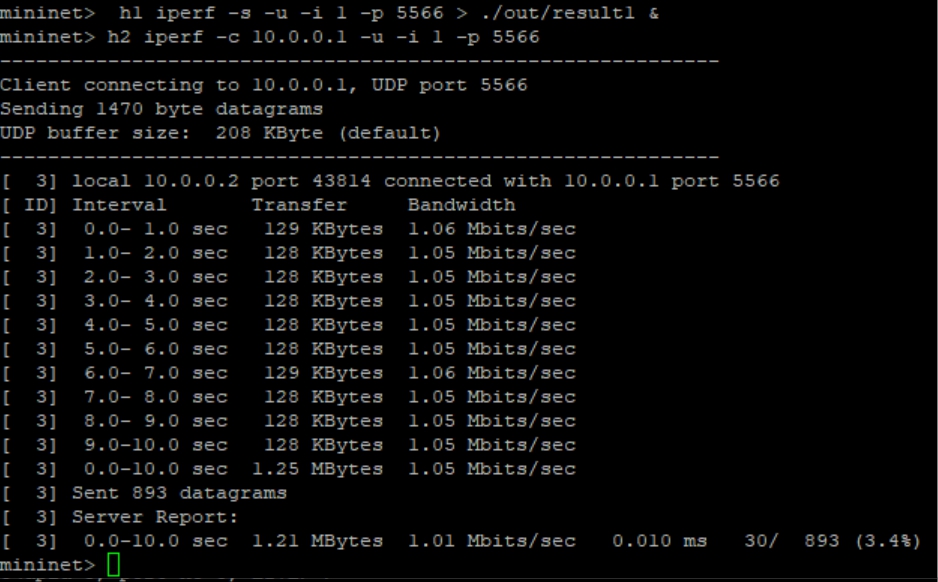 mininet>  h1 iperf -s -u -i 1 -p 5566 > ./out/result1 &
mininet> h2 iperf -c 10.0.0.1 -u -i 1 -p 5566
------------------------------------------------------------
Client connecting to 10.0.0.1, UDP port 5566
Sending 1470 byte datagrams
UDP buffer size:  208 KByte (default)
------------------------------------------------------------
[  3] local 10.0.0.2 port 43814 connected with 10.0.0.1 port 5566
[ ID] Interval       Transfer     Bandwidth
[  3]  0.0- 1.0 sec   129 KBytes  1.06 Mbits/sec
[  3]  1.0- 2.0 sec   128 KBytes  1.05 Mbits/sec
[  3]  2.0- 3.0 sec   128 KBytes  1.05 Mbits/sec
[  3]  3.0- 4.0 sec   128 KBytes  1.05 Mbits/sec
[  3]  4.0- 5.0 sec   128 KBytes  1.05 Mbits/sec
[  3]  5.0- 6.0 sec   128 KBytes  1.05 Mbits/sec
[  3]  6.0- 7.0 sec   129 KBytes  1.06 Mbits/sec
[  3]  7.0- 8.0 sec   128 KBytes  1.05 Mbits/sec
[  3]  8.0- 9.0 sec   128 KBytes  1.05 Mbits/sec
[  3]  9.0-10.0 sec   128 KBytes  1.05 Mbits/sec
[  3]  0.0-10.0 sec  1.25 MBytes  1.05 Mbits/sec
[  3] Sent 893 datagrams
[  3] Server Report:
[  3]  0.0-10.0 sec  1.21 MBytes  1.01 Mbits/sec   0.010 ms   30/  893 (3.4%)
mininet>